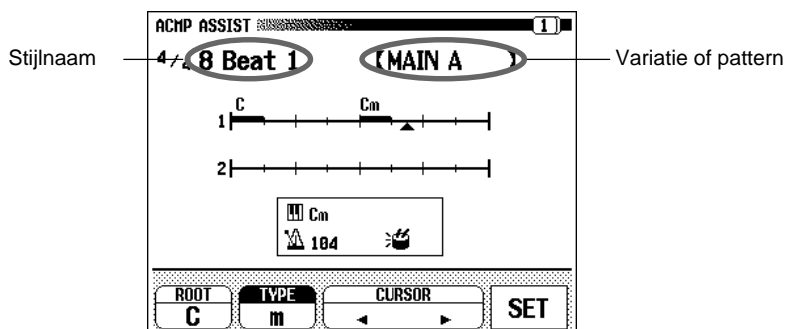 ACMP ASSIST 1
Stijlnaam 4/4 8 Beat 1 [MAIN A ] Variatie of pattern
C Cm
1
2
Cm
104
ROOT TYPE CURSOR
C m ◄ ► SET